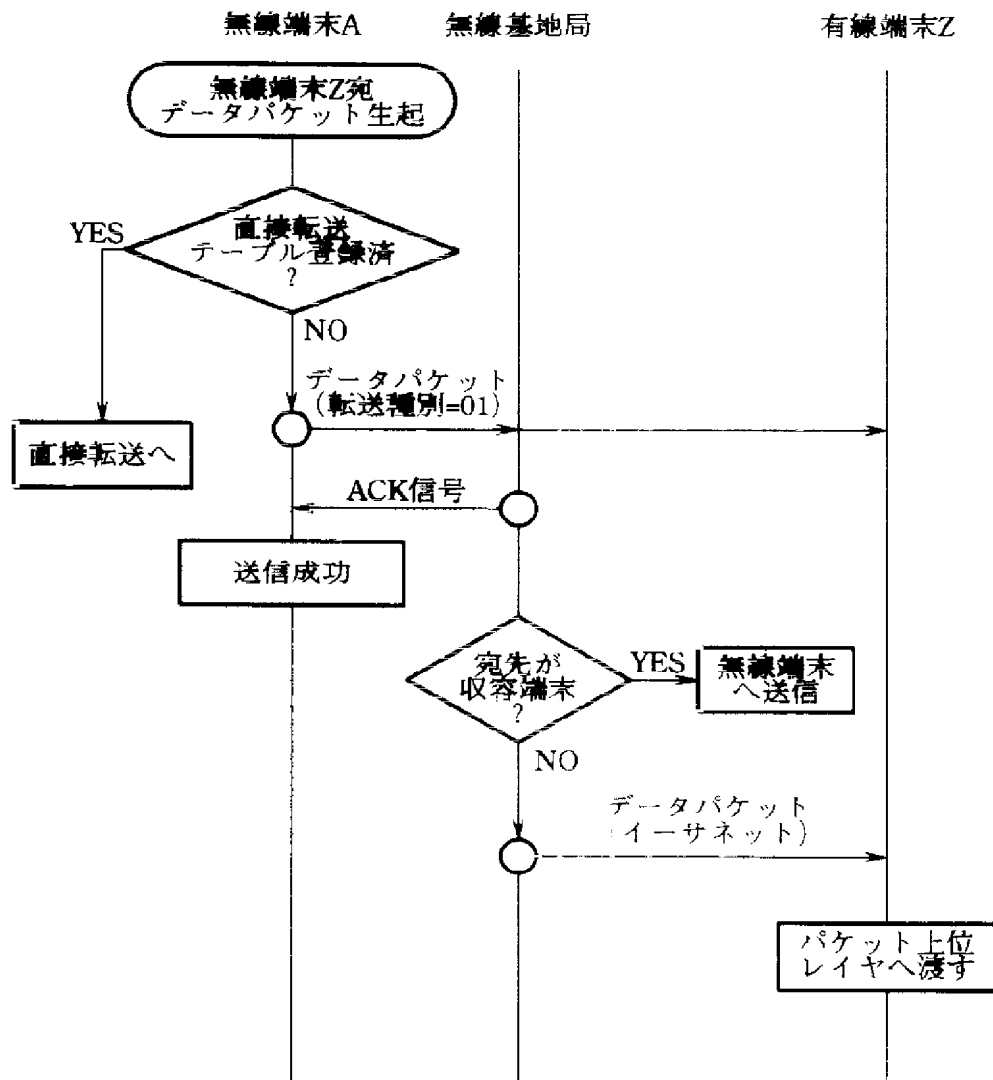 無線端末A
無線基地局
有線端末Z
無線端末Z宛
データパケット生起
直接転送
テーブル登録済
?
YES
NO
データパケット
(転送種別=01)
直接転送へ
ACK信号
送信成功
宛先が
収容端末
?
YES
無線端末
へ送信
NO
データパケット
(イーサネット)
パケット上位
レイヤへ渡す